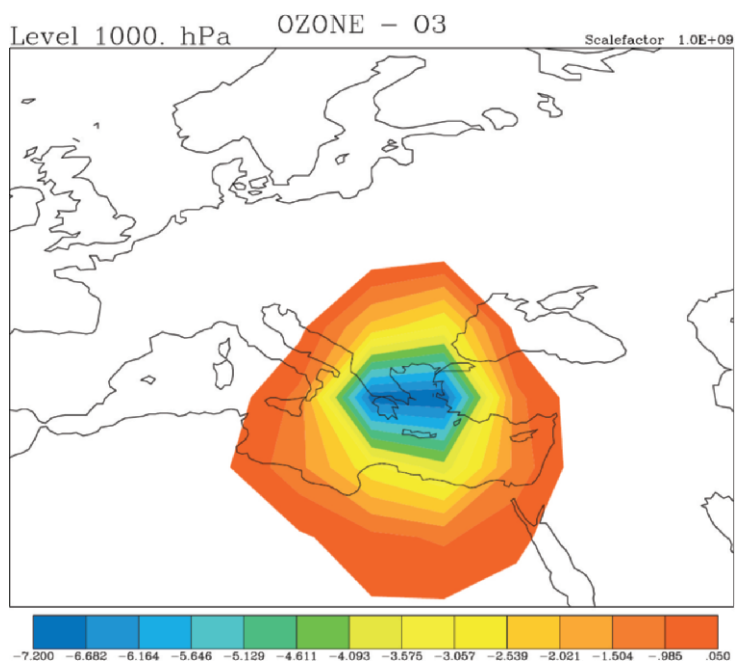 OZONE - O3
Level 1000. hPa
Scalefactor 1.0E+09
-7.200 -6.682 -6.164 -5.646 -5.129 -4.611 -4.093 -3.575 -3.057 -2.539 -2.021 -1.504 -.985 .050